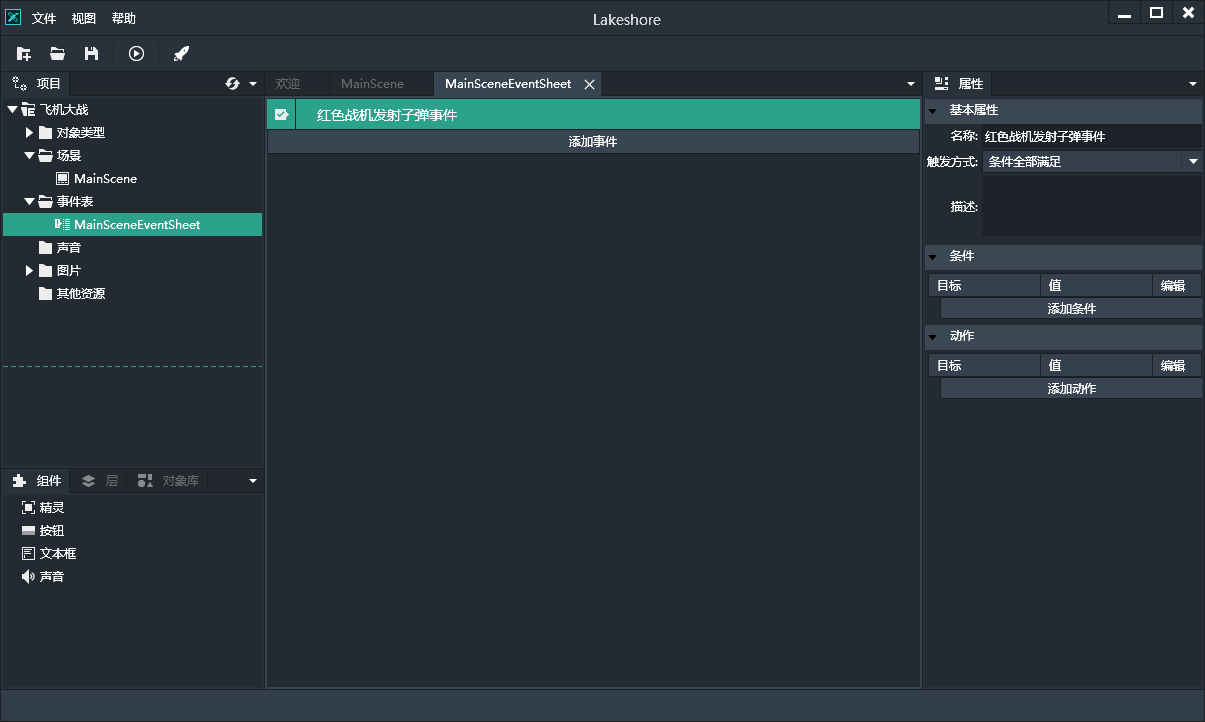 文件 视图 帮助
Lakeshore
项目
飞机大战
对象类型
场景
MainScene
事件表
MainSceneEventSheet
声音
图片
其他资源
组件 层 对象库
精灵
按钮
文本框
声音
欢迎 MainScene MainSceneEventSheet
红色战机发射子弹事件
添加事件
属性
基本属性
名称: 红色战机发射子弹事件
触发方式: 条件全部满足
描述:
条件
目标 值 编辑
添加条件
动作
目标 值 编辑
添加动作